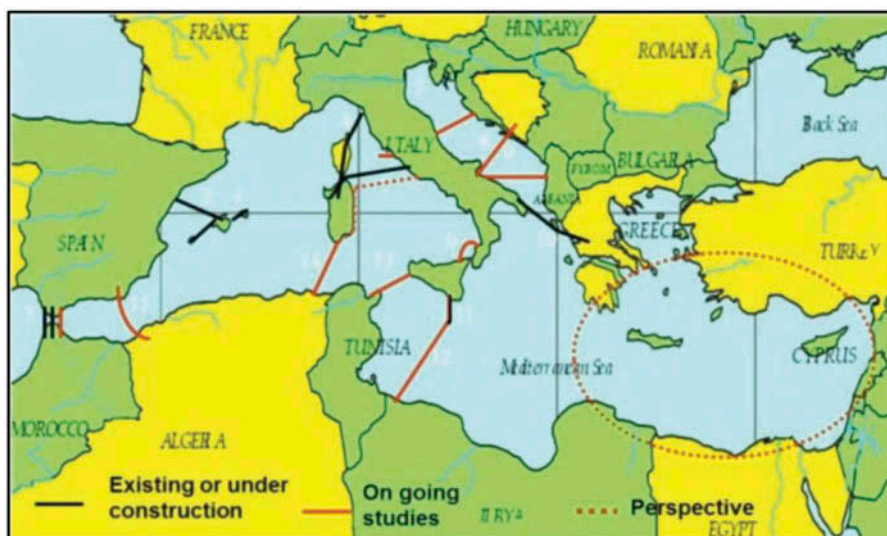 FRANCE
HUNGARY
ROMANIA
Back Sea
ITALY
BULGARIA
FYROM
ALBANIA
SPAIN
GREECE
TURKEY
TUNISIA
Mediterranean Sea
CYPRUS
MOROCCO
ALGERIA
EGYPT
Existing or under
construction
On going
studies
Perspective